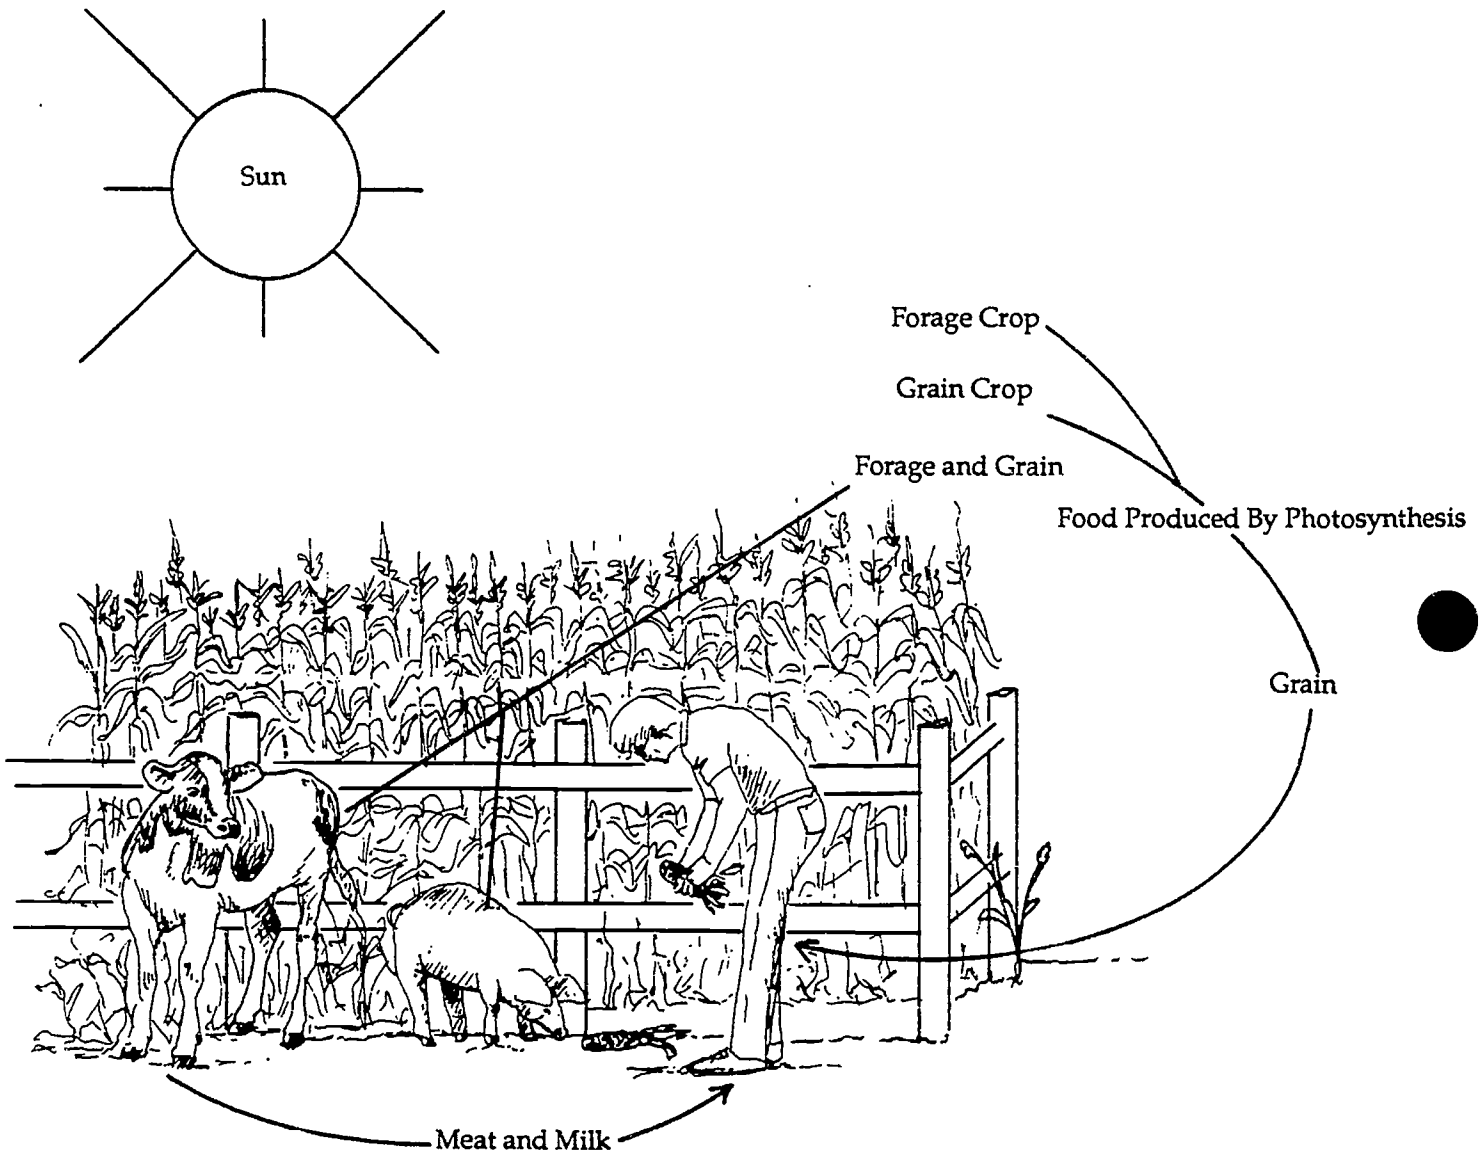 Sun
Forage Crop
Grain Crop
Forage and Grain
Food Produced By Photosynthesis
Grain
Meat and Milk